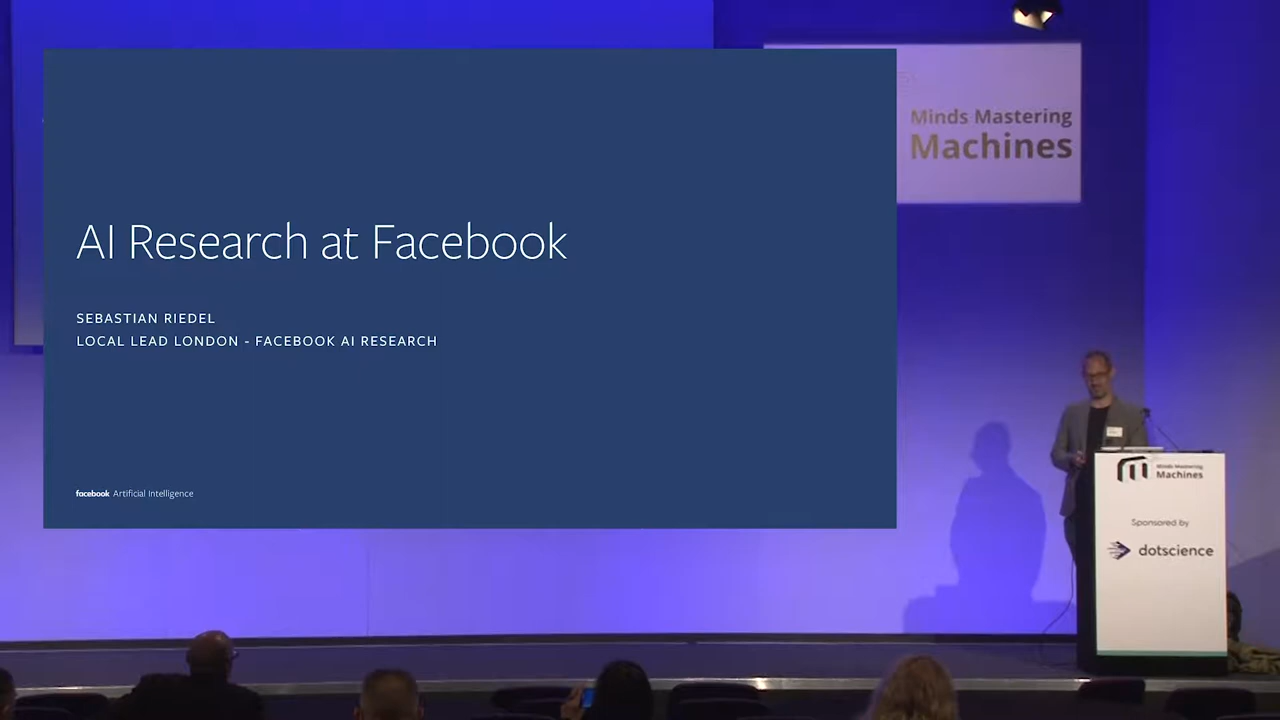 AI Research at Facebook
SEBASTIAN RIEDEL
LOCAL LEAD LONDON - FACEBOOK AI RESEARCH
facebook Artificial Intelligence
Minds Mastering
Machines
Minds Mastering
Machines
Sponsored by
dotscience